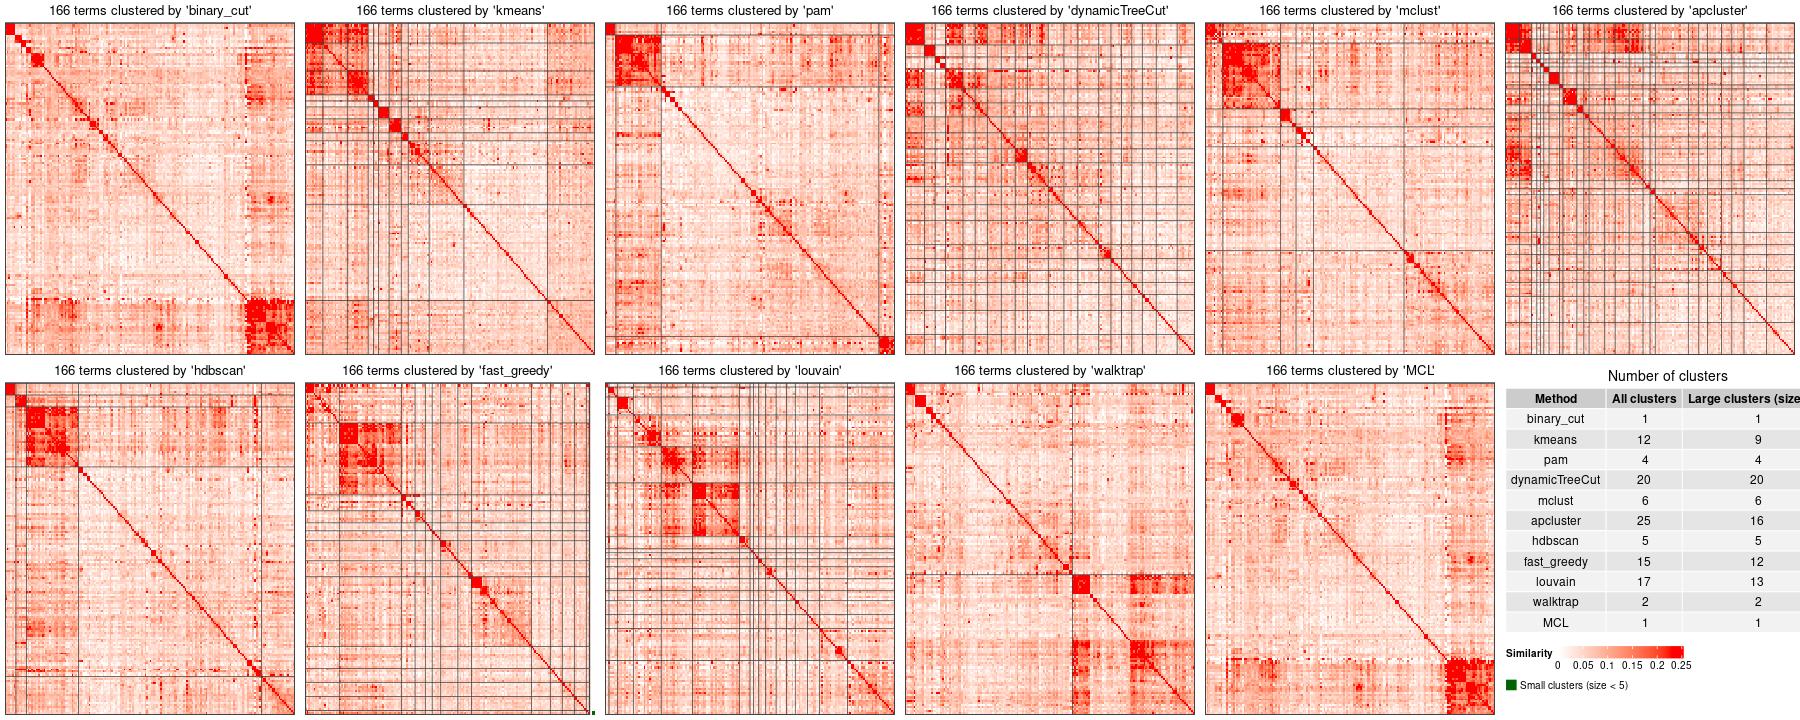 166 terms clustered by 'binary_cut'
166 terms clustered by 'kmeans'
166 terms clustered by 'pam'
166 terms clustered by 'dynamicTreeCut'
166 terms clustered by 'mclust'
166 terms clustered by 'apcluster'
166 terms clustered by 'hdbscan'
166 terms clustered by 'fast_greedy'
166 terms clustered by 'louvain'
166 terms clustered by 'walktrap'
166 terms clustered by 'MCL'
Number of clusters
Method All clusters Large clusters (size
binary_cut 1 1
kmeans 12 9
pam 4 4
dynamicTreeCut 20 20
mclust 6 6
apcluster 25 16
hdbscan 5 5
fast_greedy 15 12
louvain 17 13
walktrap 2 2
MCL 1 1
Similarity
0 0.05 0.1 0.15 0.2 0.25
Small clusters (size < 5)